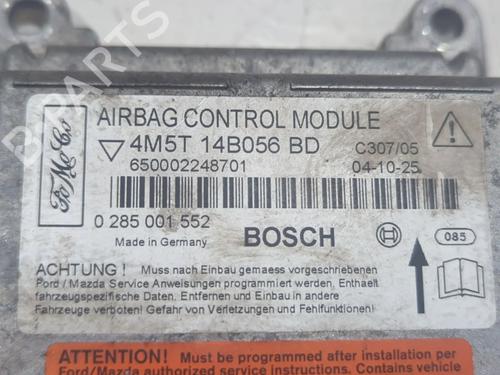 AIRBAG CONTROL MODULE
FoMoCo
4M5T 14B056 BD
C307/05
650002248701
04-10-25
0 285 001 552
Made in Germany
BOSCH
085
ACHTUNG ! Muss nach Einbau gemaess vorgeschriebenen
Ford / Mazda Service Anweisungen programmiert werden, Enthaelt
fahrzeugspezifische Daten, Entfernen und Einbau in andere
Fahrzeuge verboten! Gefahr von Verletzungen und Fehlfunktionen!
ATTENTION! Must be programmed after installation per
Ford/Mazda authorized service instructions. Contains vehicle
B-PARTS